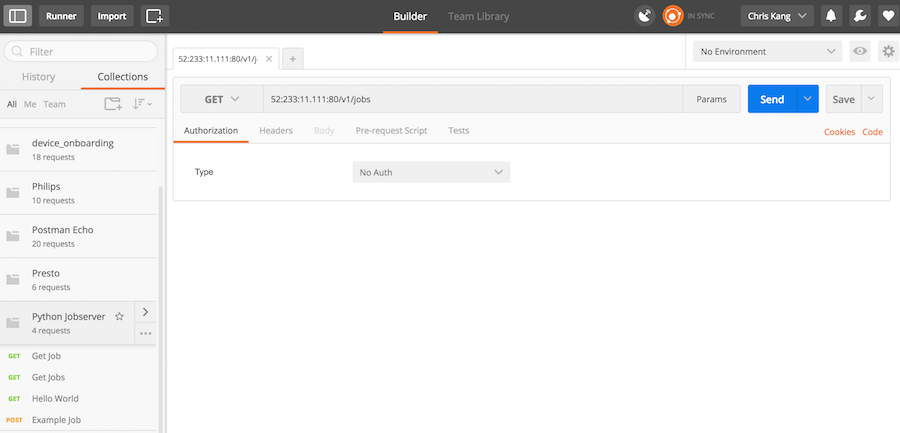 Runner
Import
Builder
Team Library
IN SYNC
Chris Kang
Filter
History
Collections
All Me Team
device_onboarding
18 requests
Philips
10 requests
Postman Echo
20 requests
Presto
6 requests
Python Jobserver
4 requests
GET Get Job
GET Get Jobs
GET Hello World
POST Example Job
52:233:11.111:80/v1/j
No Environment
GET
52:233:11.111:80/v1/jobs
Params
Send
Save
Authorization
Headers
Body
Pre-request Script
Tests
Cookies
Code
Type
No Auth